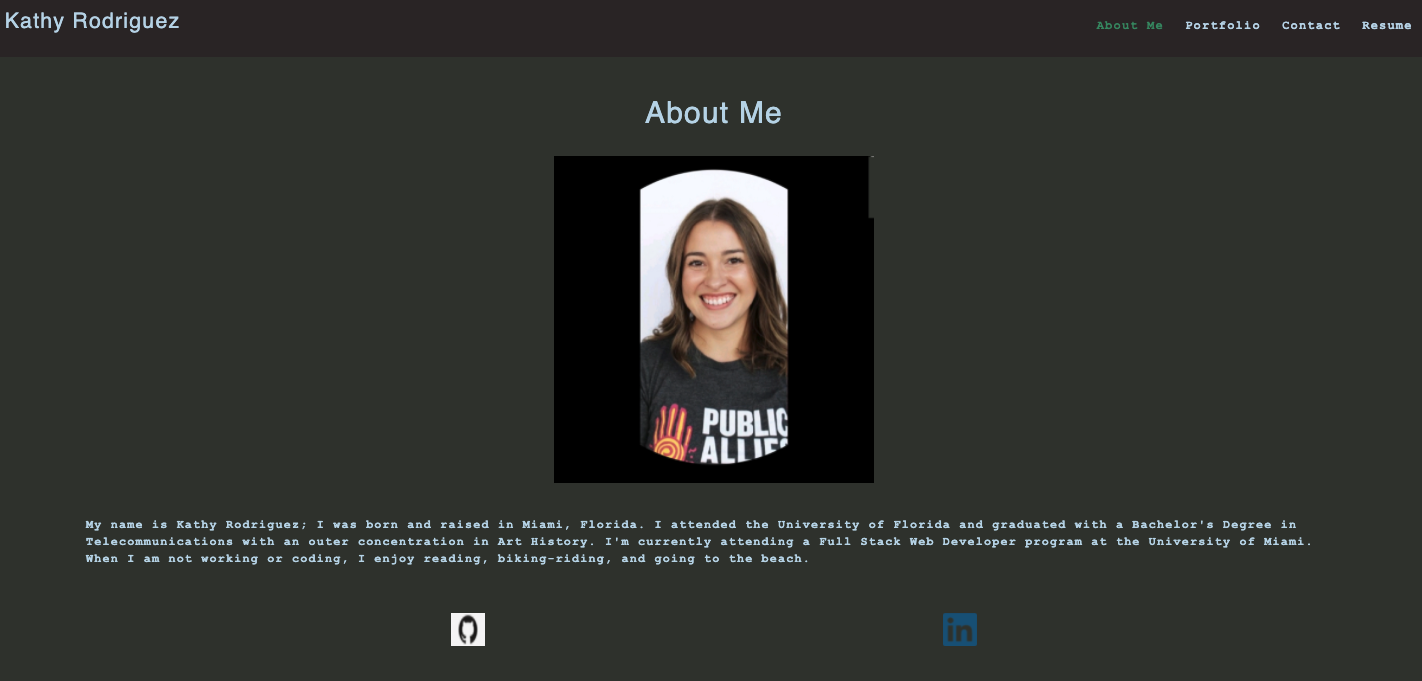 Kathy Rodriguez
About Me Portfolio Contact Resume
About Me
PUBLIC
ALLIES
My name is Kathy Rodriguez; I was born and raised in Miami, Florida. I attended the University of Florida and graduated with a Bachelor's Degree in
Telecommunications with an outer concentration in Art History. I'm currently attending a Full Stack Web Developer program at the University of Miami.
When I am not working or coding, I enjoy reading, biking-riding, and going to the beach.
in